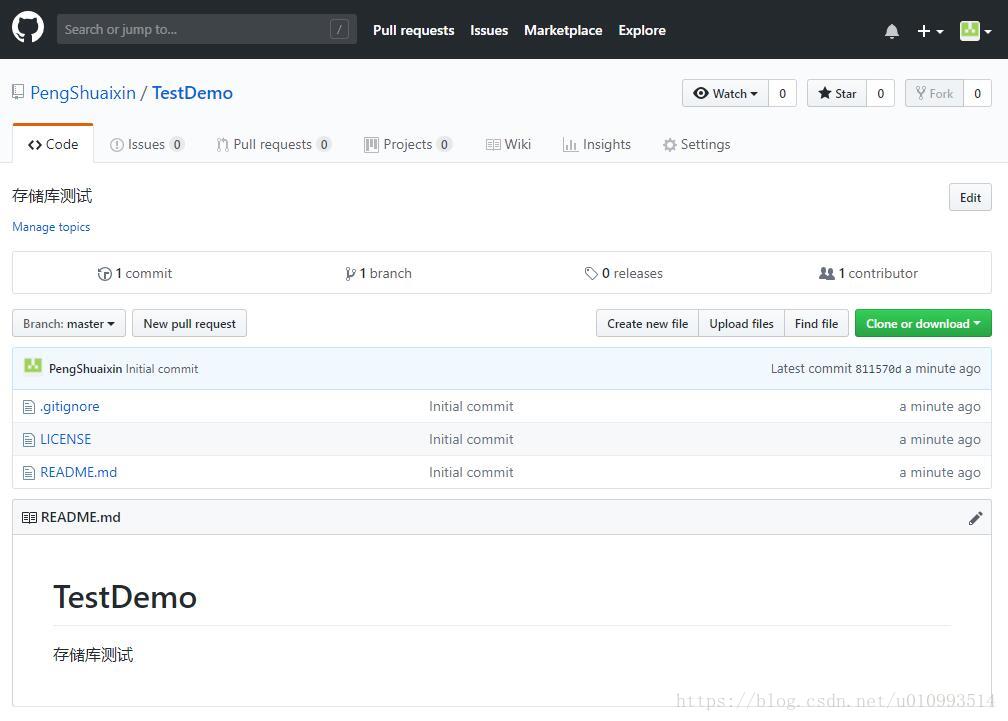 Search or jump to... / Pull requests Issues Marketplace Explore
PengShuaixin / TestDemo Watch 0 Star 0 Fork 0
Code Issues 0 Pull requests 0 Projects 0 Wiki Insights Settings
存储库测试 Edit
Manage topics
1 commit 1 branch 0 releases 1 contributor
Branch: master New pull request Create new file Upload files Find file Clone or download
PengShuaixin Initial commit Latest commit 811570d a minute ago
.gitignore Initial commit a minute ago
LICENSE Initial commit a minute ago
README.md Initial commit a minute ago
README.md
TestDemo
存储库测试
https://blog.csdn.net/u010993514